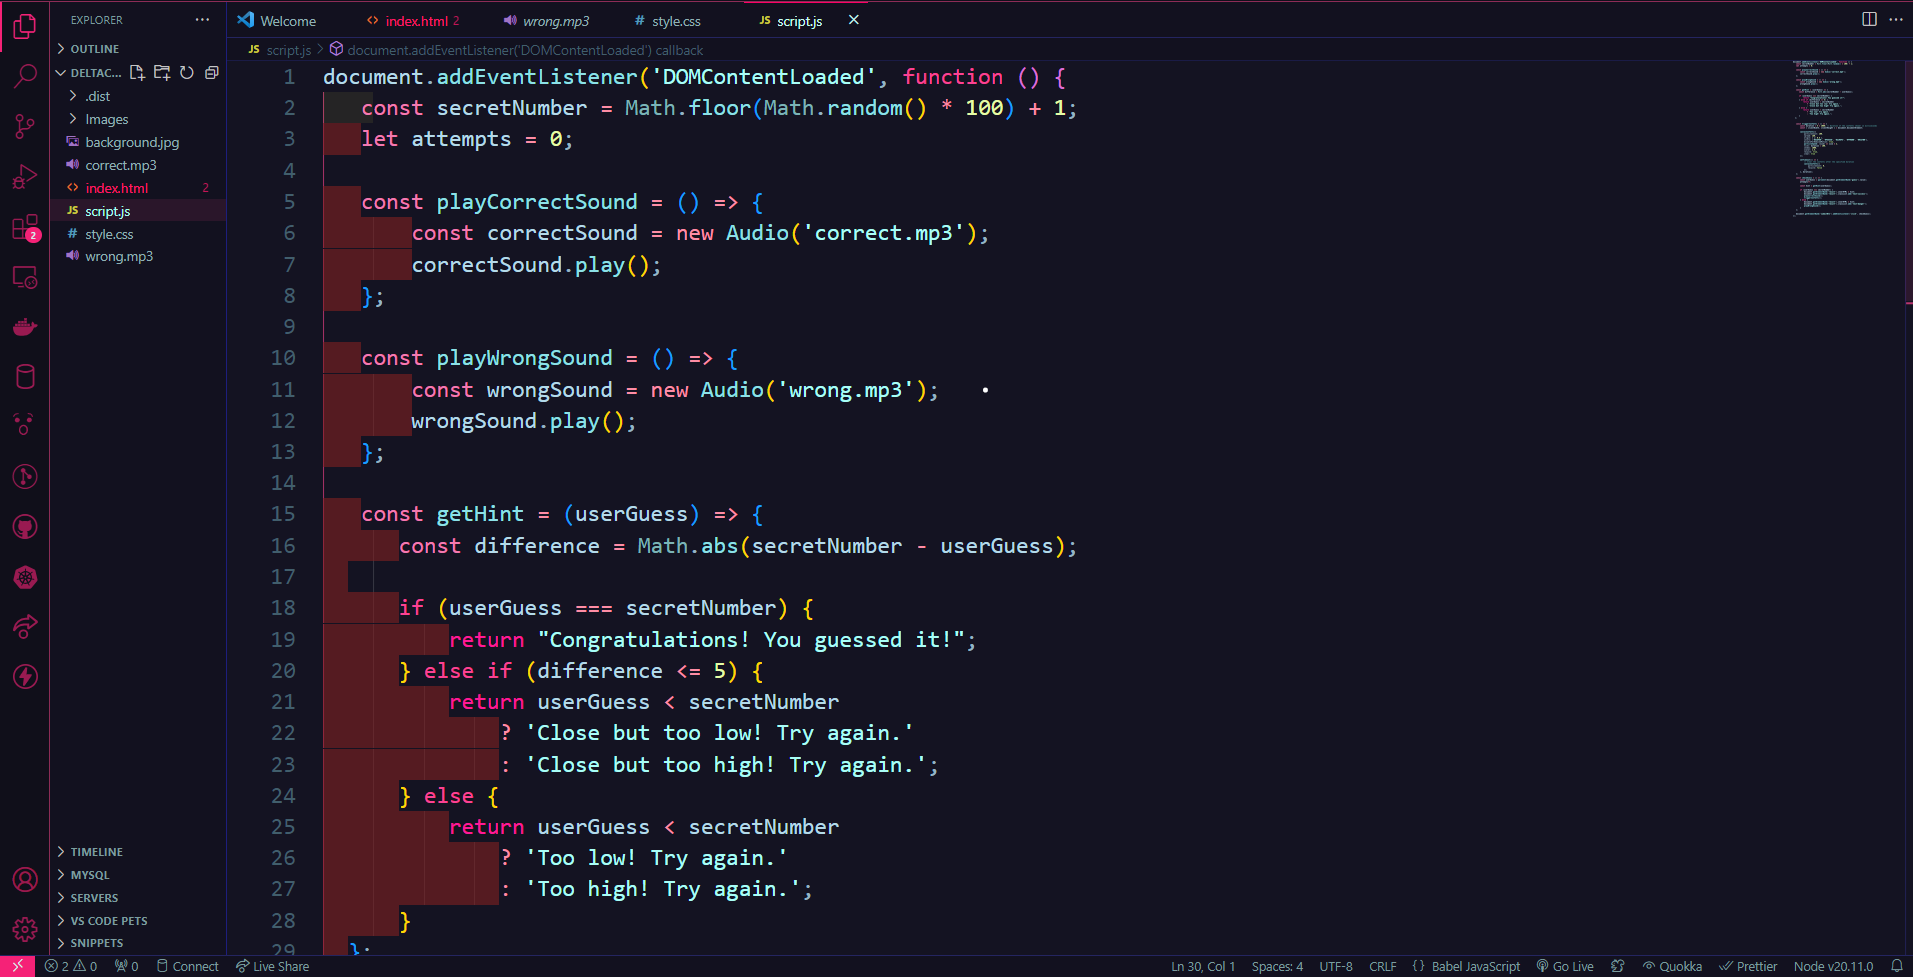 EXPLORER
OUTLINE
DELTAC...
.dist
Images
background.jpg
correct.mp3
index.html 2
script.js
style.css
wrong.mp3
TIMELINE
MYSQL
SERVERS
VS CODE PETS
SNIPPETS
2
Welcome
index.html 2
wrong.mp3
style.css
JS script.js
JS script.js > document.addEventListener('DOMContentLoaded') callback
1 document.addEventListener('DOMContentLoaded', function () {
2 const secretNumber = Math.floor(Math.random() * 100) + 1;
3 let attempts = 0;
4
5 const playCorrectSound = () => {
6 const correctSound = new Audio('correct.mp3');
7 correctSound.play();
8 };
9
10 const playWrongSound = () => {
11 const wrongSound = new Audio('wrong.mp3');
12 wrongSound.play();
13 };
14
15 const getHint = (userGuess) => {
16 const difference = Math.abs(secretNumber - userGuess);
17
18 if (userGuess === secretNumber) {
19 return "Congratulations! You guessed it!";
20 } else if (difference <= 5) {
21 return userGuess < secretNumber
22 ? 'Close but too low! Try again.'
23 : 'Close but too high! Try again.';
24 } else {
25 return userGuess < secretNumber
26 ? 'Too low! Try again.'
27 : 'Too high! Try again.';
28 }
29 };
2 0 0 Connect Live Share Ln 30, Col 1 Spaces: 4 UTF-8 CRLF {} Babel JavaScript Go Live Quokka Prettier Node v20.11.0